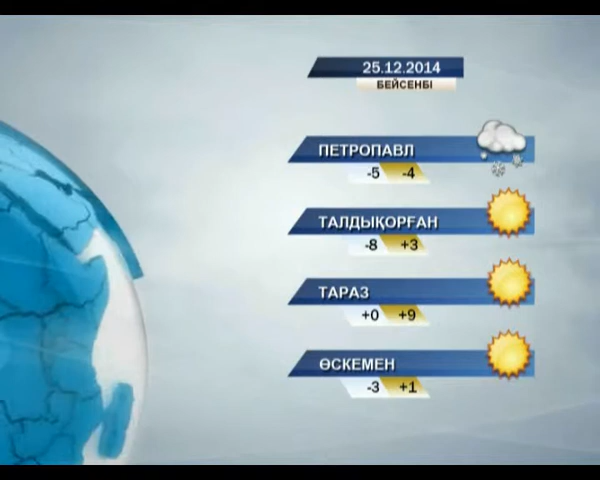 25.12.2014
БЕЙСЕНБІ
ПЕТРОПАВЛ
-5 -4
ТАЛДЫҚОРҒАН
-8 +3
ТАРАЗ
+0 +9
ӨСКЕМЕН
-3 +1